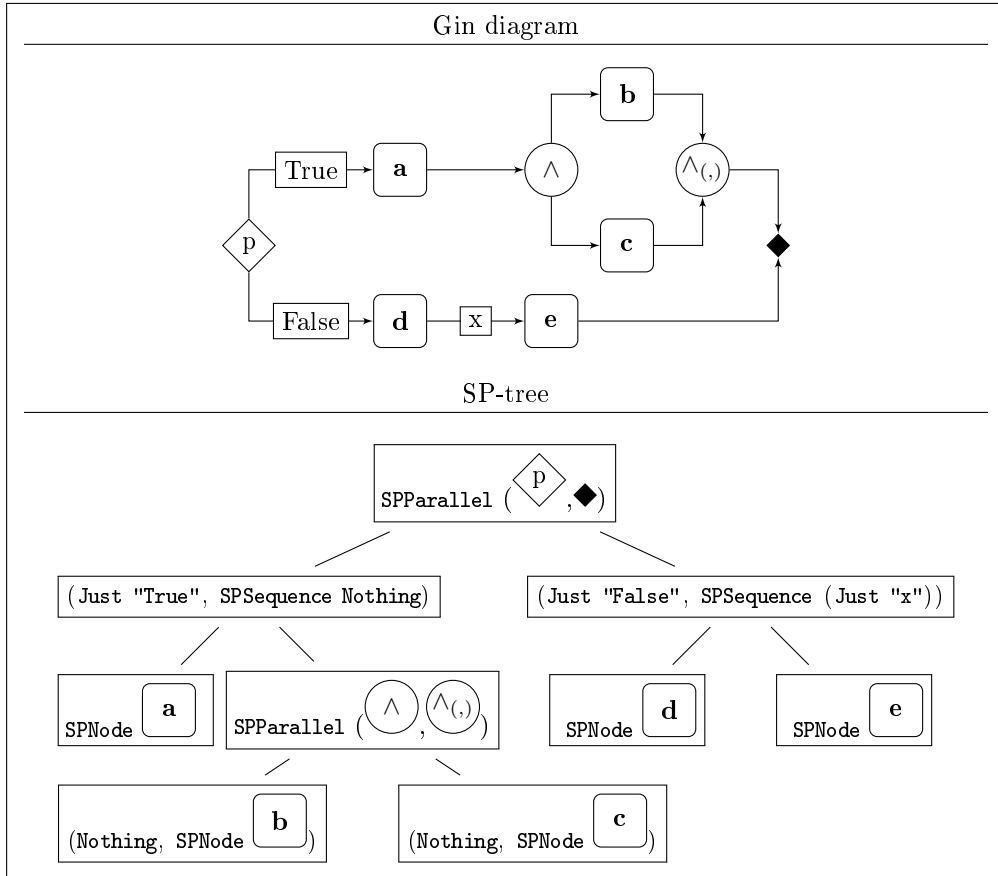 Gin diagram
b
True a ∧ ∧(,)
c
p
False d x e
SP-tree
SPParallel (p,◆)
(Just "True", SPSequence Nothing) (Just "False", SPSequence (Just "x"))
SPNode a SPParallel (∧,∧(,)) SPNode d SPNode e
(Nothing, SPNode b) (Nothing, SPNode c)